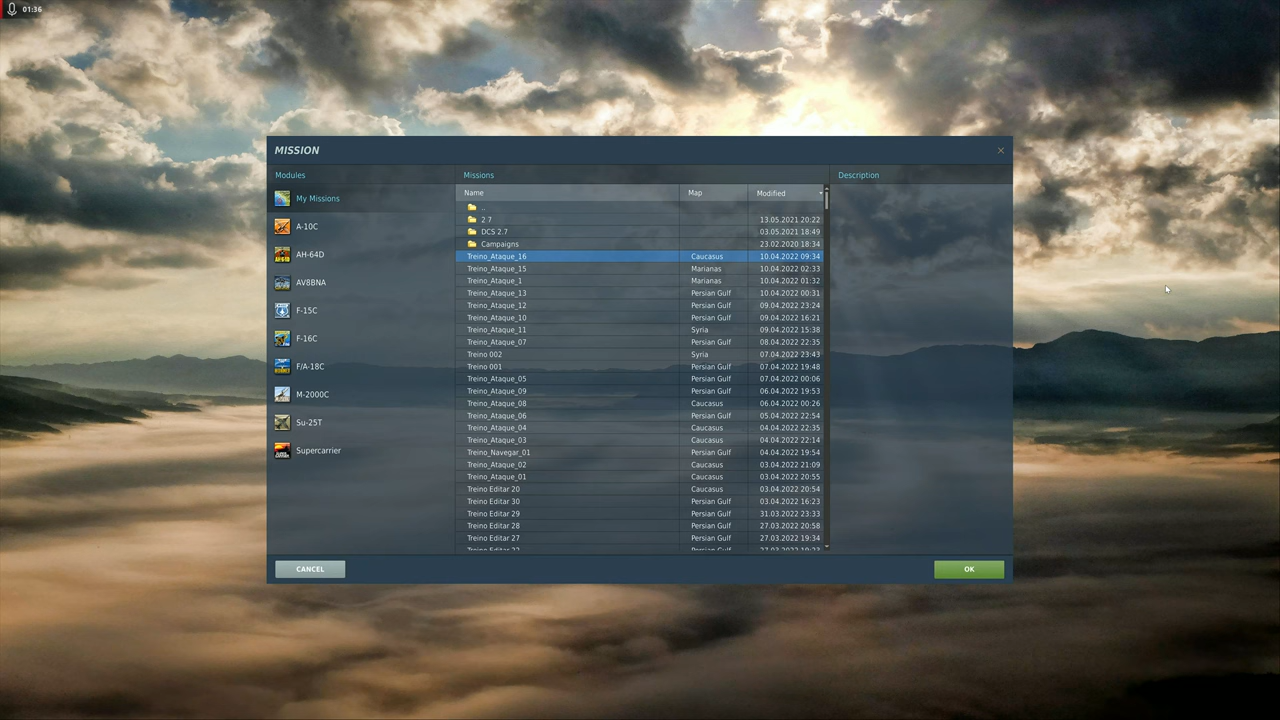 01:36
MISSION
Modules
Missions
Description
My Missions
A-10C
AH-64D
AV8BNA
F-15C
F-16C
F/A-18C
M-2000C
Su-25T
Supercarrier
Name Map Modified
..
2 7 13.05.2021 20:22
DCS 2.7 03.05.2021 18:49
Campaigns 23.02.2020 18:34
Treino_Ataque_16 Caucasus 10.04.2022 09:34
Treino_Ataque_15 Marianas 10.04.2022 02:33
Treino_Ataque_1 Marianas 10.04.2022 01:32
Treino_Ataque_13 Persian Gulf 10.04.2022 00:31
Treino_Ataque_12 Persian Gulf 09.04.2022 23:24
Treino_Ataque_10 Persian Gulf 09.04.2022 16:21
Treino_Ataque_11 Syria 09.04.2022 15:38
Treino_Ataque_07 Persian Gulf 08.04.2022 22:35
Treino 002 Syria 07.04.2022 23:43
Treino 001 Persian Gulf 07.04.2022 19:48
Treino_Ataque_05 Persian Gulf 07.04.2022 00:06
Treino_Ataque_09 Persian Gulf 06.04.2022 19:53
Treino_Ataque_08 Caucasus 06.04.2022 00:26
Treino_Ataque_06 Persian Gulf 05.04.2022 22:54
Treino_Ataque_04 Caucasus 04.04.2022 22:35
Treino_Ataque_03 Caucasus 04.04.2022 22:14
Treino_Navegar_01 Persian Gulf 04.04.2022 19:54
Treino_Ataque_02 Caucasus 03.04.2022 21:09
Treino_Ataque_01 Caucasus 03.04.2022 20:55
Treino Editar 20 Caucasus 03.04.2022 20:54
Treino Editar 30 Persian Gulf 03.04.2022 16:23
Treino Editar 29 Persian Gulf 31.03.2022 23:33
Treino Editar 28 Persian Gulf 27.03.2022 20:58
Treino Editar 27 Persian Gulf 27.03.2022 19:34
CANCEL
OK